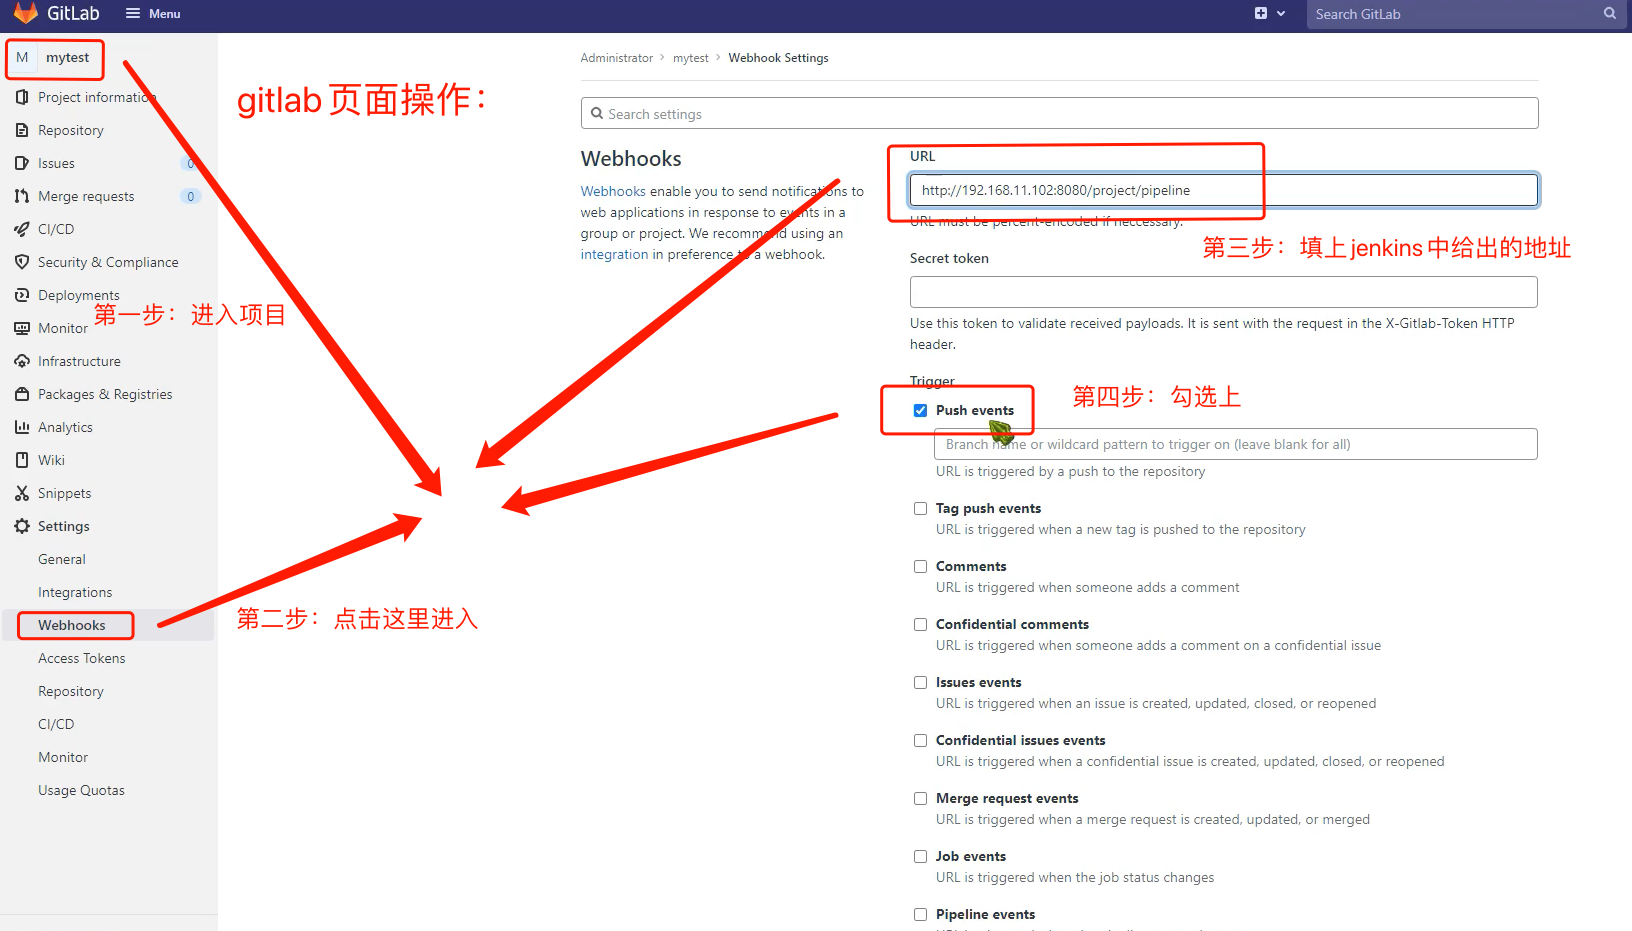 GitLab
Menu
Search GitLab
M mytest
Project information
Repository
Issues 0
Merge requests 0
CI/CD
Security & Compliance
Deployments
Monitor
Infrastructure
Packages & Registries
Analytics
Wiki
Snippets
Settings
General
Integrations
Webhooks
Access Tokens
Repository
CI/CD
Monitor
Usage Quotas
gitlab页面操作：
第一步：进入项目
第二步：点击这里进入
Administrator > mytest > Webhook Settings
Search settings
Webhooks
Webhooks enable you to send notifications to
web applications in response to events in a
group or project. We recommend using an
integration in preference to a webhook.
URL
http://192.168.11.102:8080/project/pipeline
URL must be percent-encoded if neccessary.
第三步：填上jenkins中给出的地址
Secret token
Use this token to validate received payloads. It is sent with the request in the X-Gitlab-Token HTTP
header.
Trigger
第四步：勾选上
Push events
Branch name or wildcard pattern to trigger on (leave blank for all)
URL is triggered by a push to the repository
Tag push events
URL is triggered when a new tag is pushed to the repository
Comments
URL is triggered when someone adds a comment
Confidential comments
URL is triggered when someone adds a comment on a confidential issue
Issues events
URL is triggered when an issue is created, updated, closed, or reopened
Confidential issues events
URL is triggered when a confidential issue is created, updated, closed, or reopened
Merge request events
URL is triggered when a merge request is created, updated, or merged
Job events
URL is triggered when the job status changes
Pipeline events